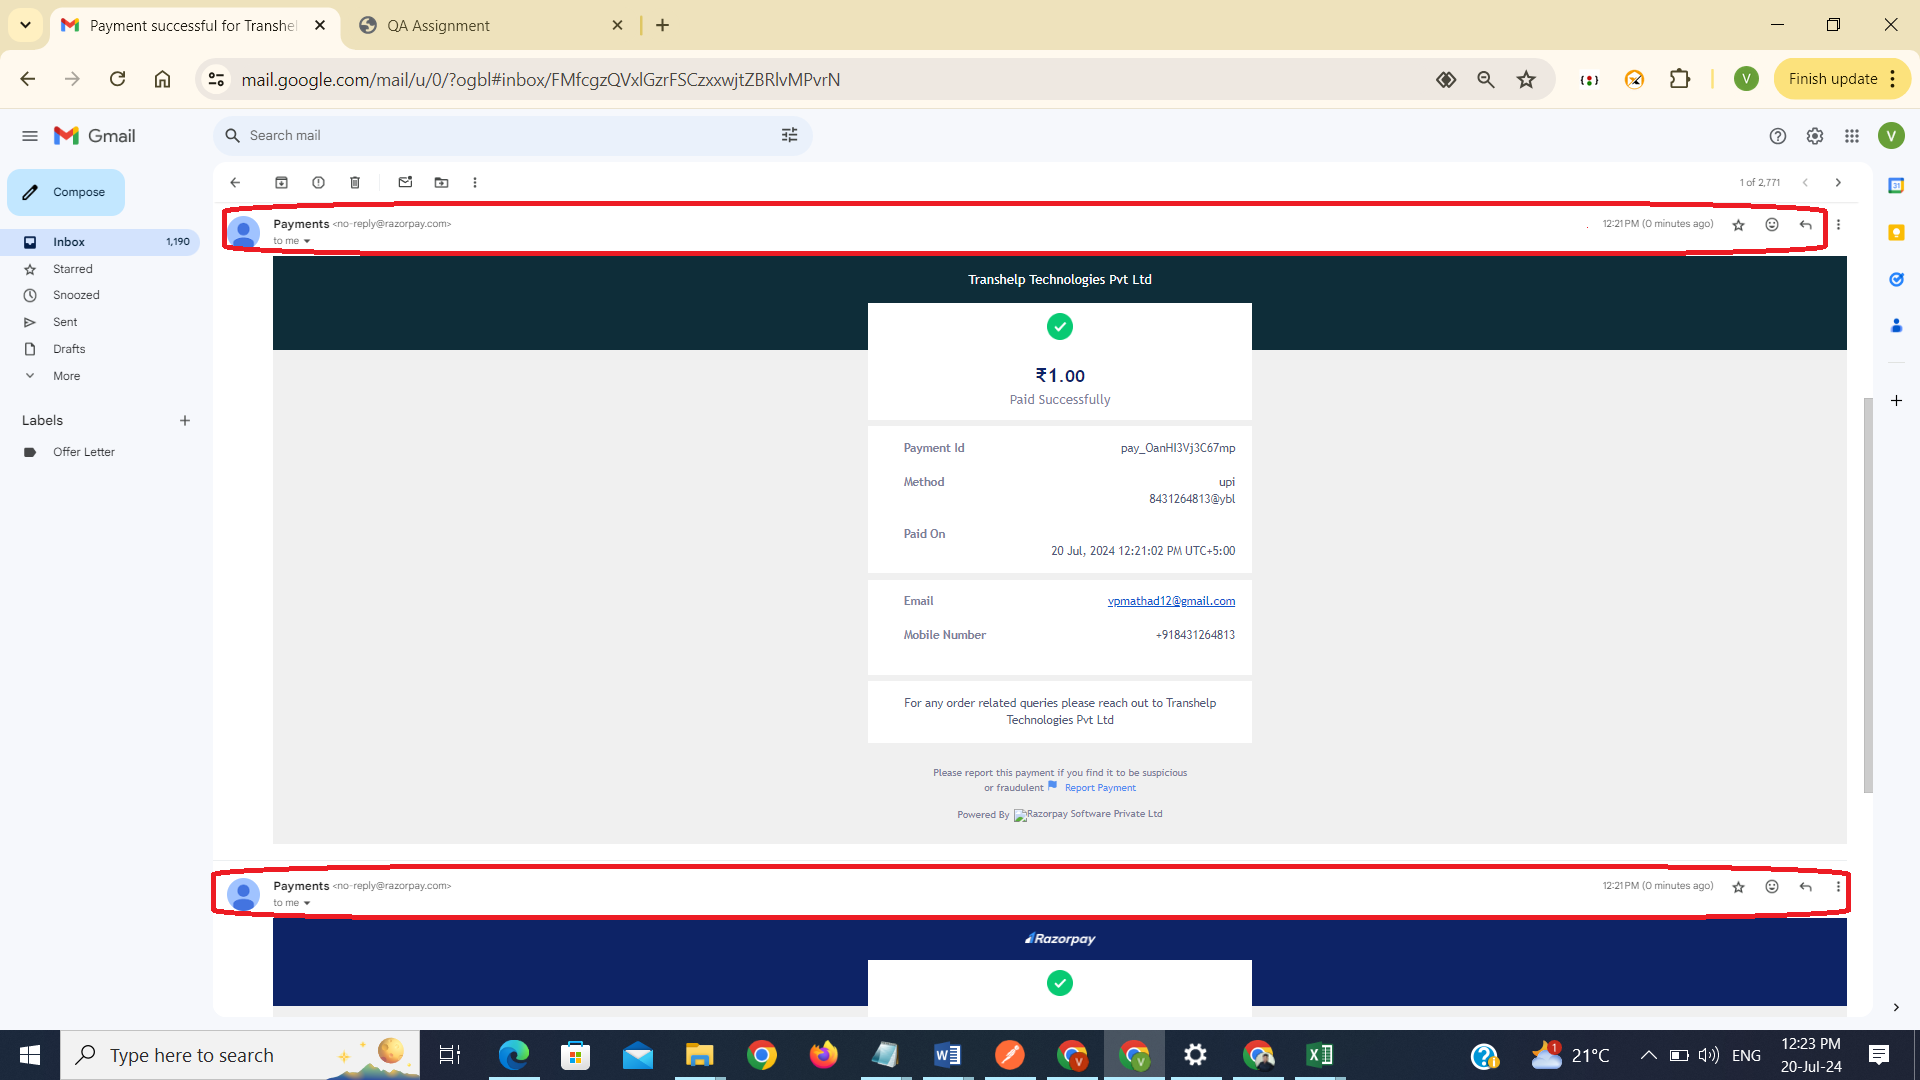 Payment successful for Transhe
QA Assignment
mail.google.com/mail/u/0/?ogbl#inbox/FMfcgzQVxlGzrFSCzxxwjtZBRlvMPvrN
V
Finish update
Gmail
Search mail
V
Compose
1 of 2,771
Inbox 1,190
Starred
Snoozed
Sent
Drafts
More
Labels
Offer Letter
31
Payments <no-reply@razorpay.com>
12:21 PM (0 minutes ago)
to me
Transhelp Technologies Pvt Ltd
₹1.00
Paid Successfully
Payment Id pay_OanHI3Vj3C67mp
Method upi
8431264813@ybl
Paid On
20 Jul, 2024 12:21:02 PM UTC+5:00
Email vpmathad12@gmail.com
Mobile Number +918431264813
For any order related queries please reach out to Transhelp
Technologies Pvt Ltd
Please report this payment if you find it to be suspicious
or fraudulent Report Payment
Powered By Razorpay Software Private Ltd
Payments <no-reply@razorpay.com>
12:21 PM (0 minutes ago)
to me
Razorpay
Type here to search
W
V
V
X
1
21°C
ENG
12:23 PM
20-Jul-24